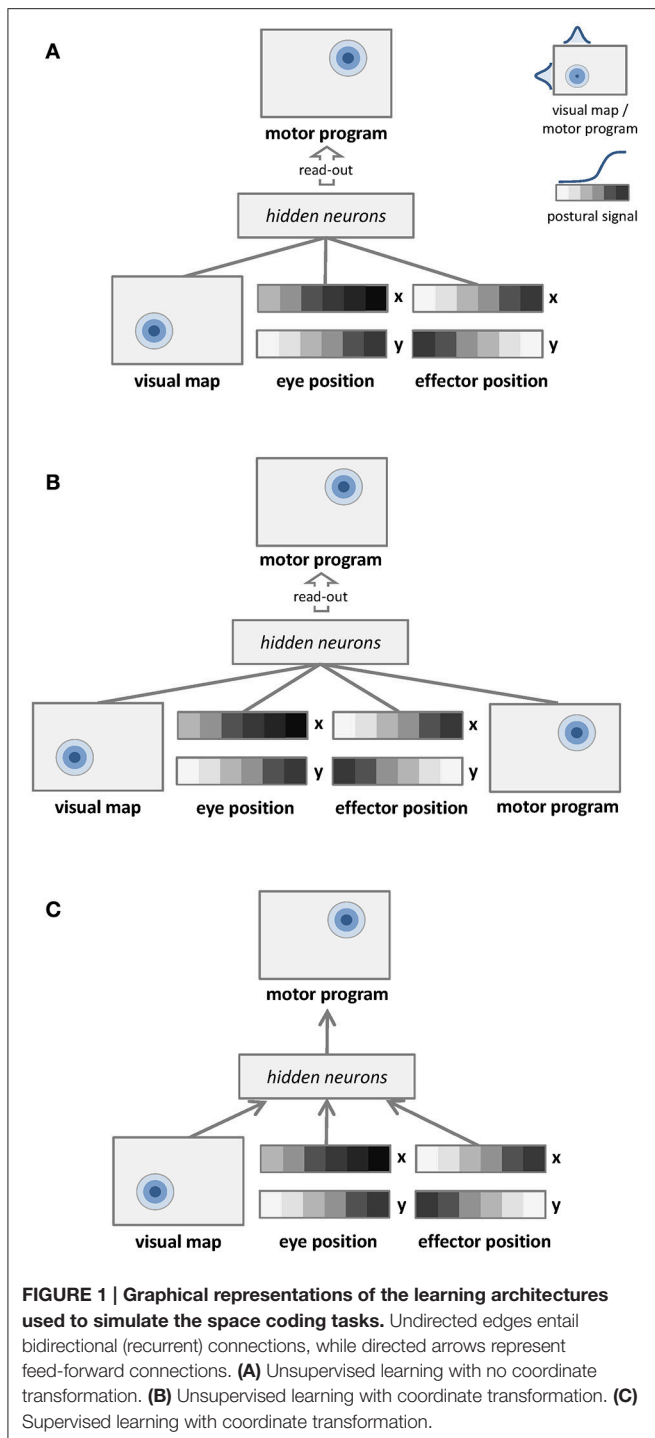 A
motor program
read-out
hidden neurons
visual map
eye position
effector position
x
y
x
y
visual map /
motor program
postural signal
B
motor program
read-out
hidden neurons
x
y
x
y
visual map
eye position
effector position
motor program
C
motor program
hidden neurons
x
y
x
y
visual map
eye position
effector position
FIGURE 1 | Graphical representations of the learning architectures
used to simulate the space coding tasks. Undirected edges entail
bidirectional (recurrent) connections, while directed arrows represent
feed-forward connections. (A) Unsupervised learning with no coordinate
transformation. (B) Unsupervised learning with coordinate transformation. (C)
Supervised learning with coordinate transformation.